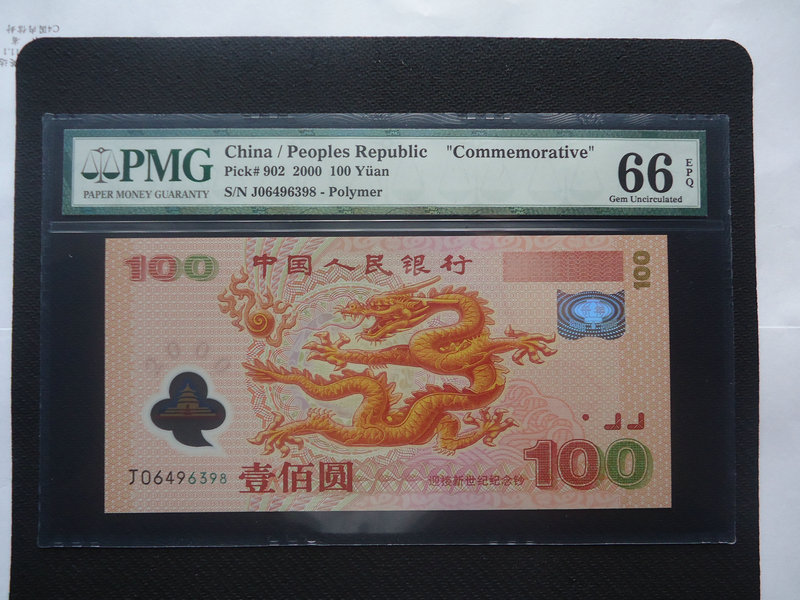 PMG
PAPER MONEY GUARANTY
China / Peoples Republic "Commemorative"
Pick# 902 2000 100 Yüan
S/N J06496398 - Polymer
66
EPQ
Gem Uncirculated
100
中国人民银行
100
2000
J06496398
壹佰圆
迎接新世纪纪念钞
100